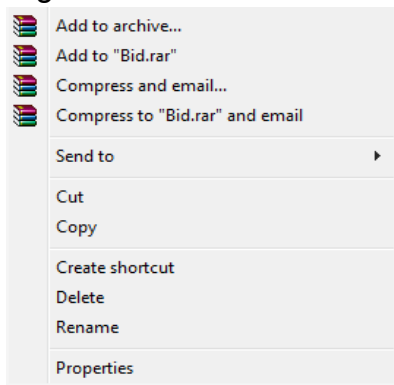 Add to archive...
Add to "Bid.rar"
Compress and email...
Compress to "Bid.rar" and email
Send to
Cut
Copy
Create shortcut
Delete
Rename
Properties